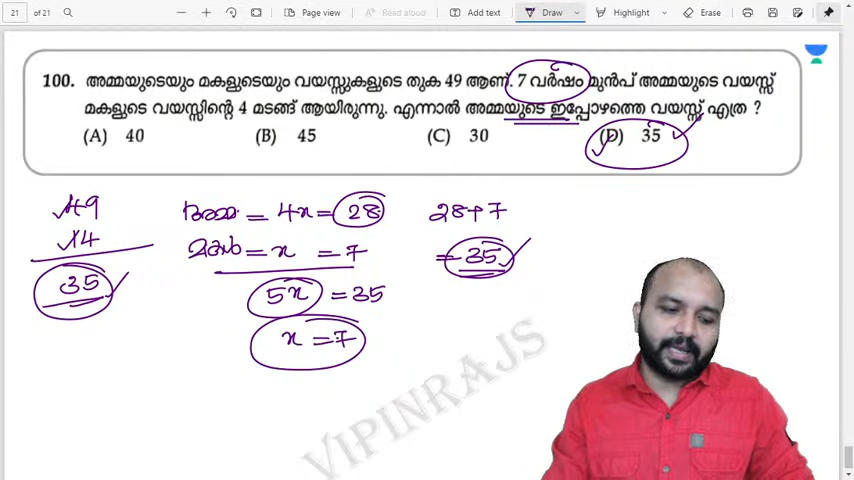 21 of 21
Page view
Read aloud
Add text
Draw
Highlight
Erase
100. അമ്മയുടെയും മകളുടെയും വയസ്സുകളുടെ തുക 49 ആണ്. 7 വർഷം മുൻപ് അമ്മയുടെ വയസ്സ്
മകളുടെ വയസിന്റെ 4 മടങ്ങ് ആയിരുന്നു. എന്നാൽ അമ്മയുടെ ഇപ്പോഴത്തെ വയസ്സ് എത്ര ?
(A) 40 (B) 45 (C) 30 (D) 35
49
14
35
അമ്മ = 4x = 28
മകൾ = x = 7
5x = 35
x = 7
28+7
= 35
VIPINRAJS